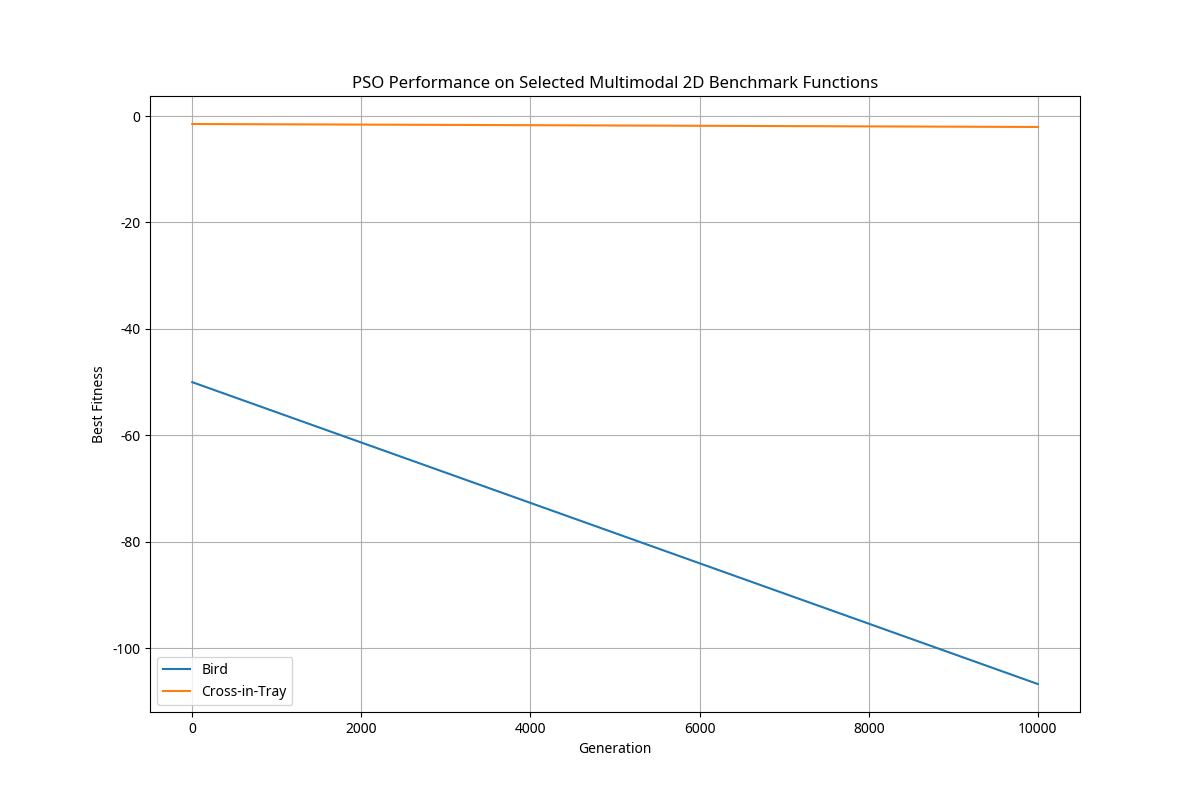 PSO Performance on Selected Multimodal 2D Benchmark Functions
0
-20
-40
-60
-80
-100
Best Fitness
Bird
Cross-in-Tray
0 2000 4000 6000 8000 10000
Generation